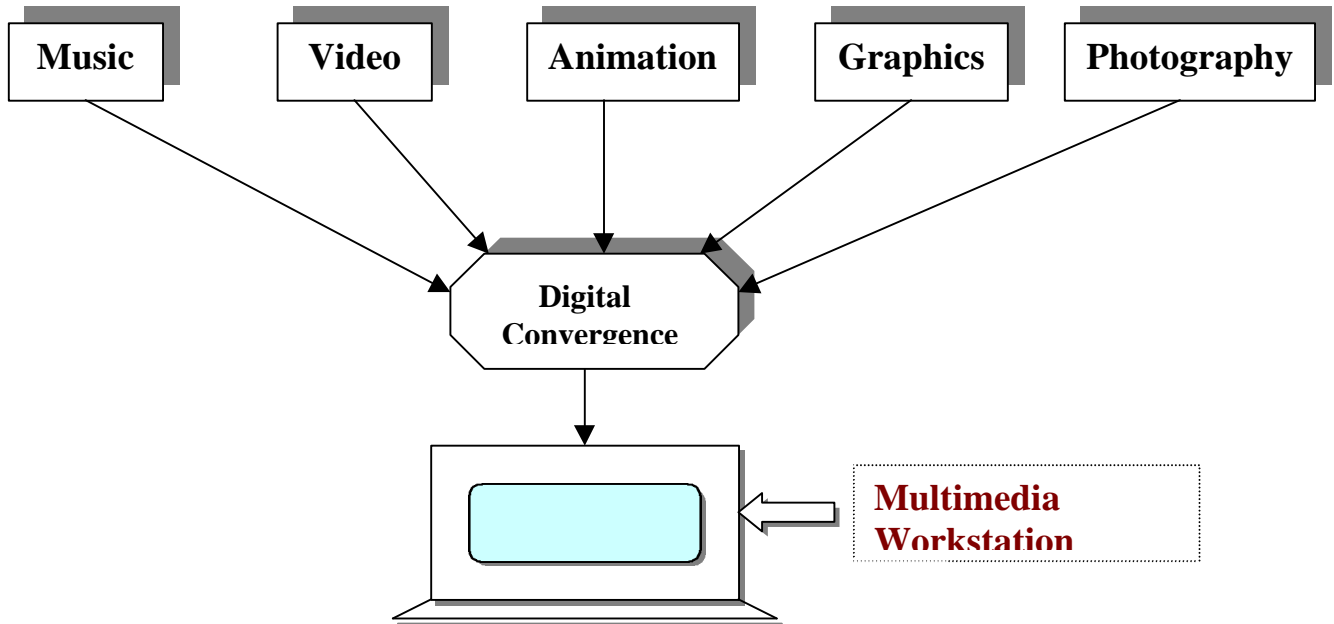 Music
Video
Animation
Graphics
Photography
Digital
Convergence
Multimedia
Workstation